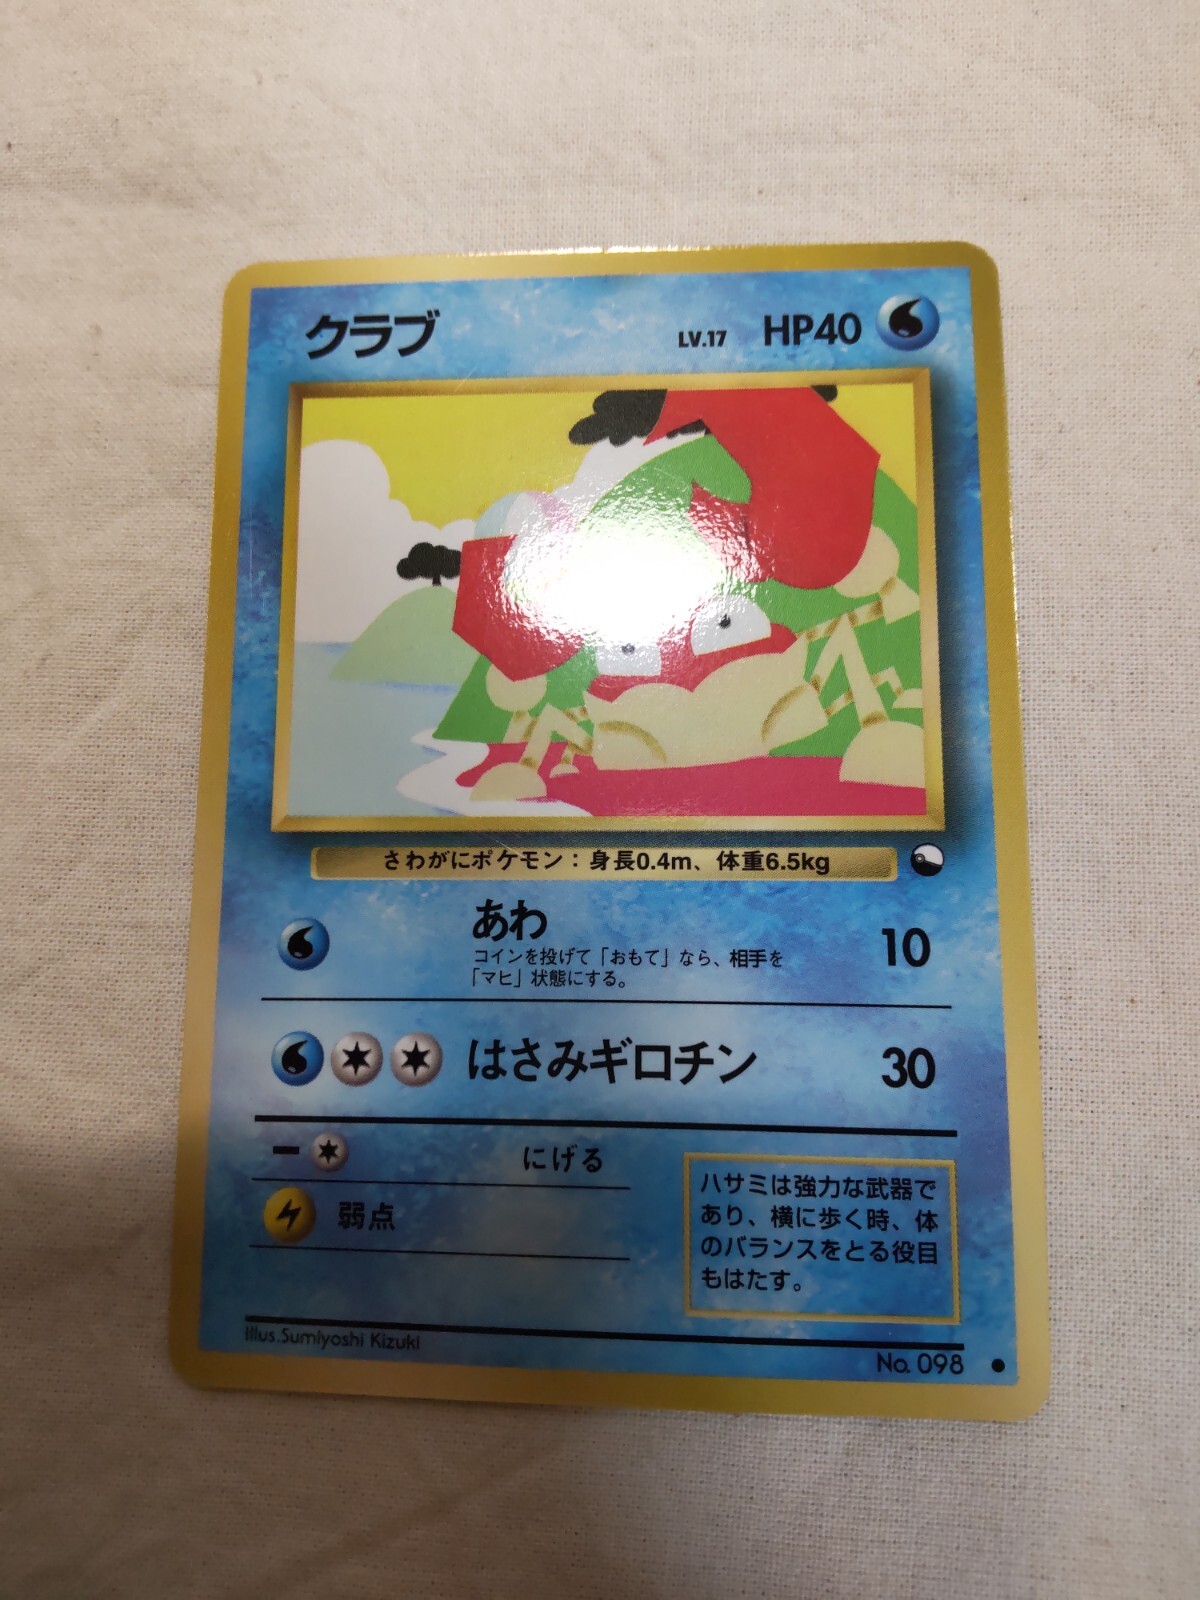 クラブ LV.17 HP40
さわがにポケモン：身長0.4m、体重6.5kg
あわ 10
コインを投げて「おもて」なら、相手を
「マヒ」状態にする。
はさみギロチン 30
にげる
弱点
ハサミは強力な武器で
あり、横に歩く時、体
のバランスをとる役目
もはたす。
Illus.Sumiyoshi Kizuki
No. 098